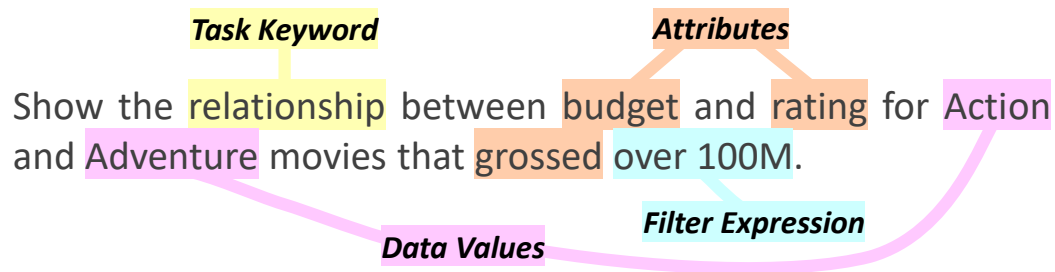 Task Keyword
Attributes
Show the relationship between budget and rating for Action
and Adventure movies that grossed over 100M.
Filter Expression
Data Values